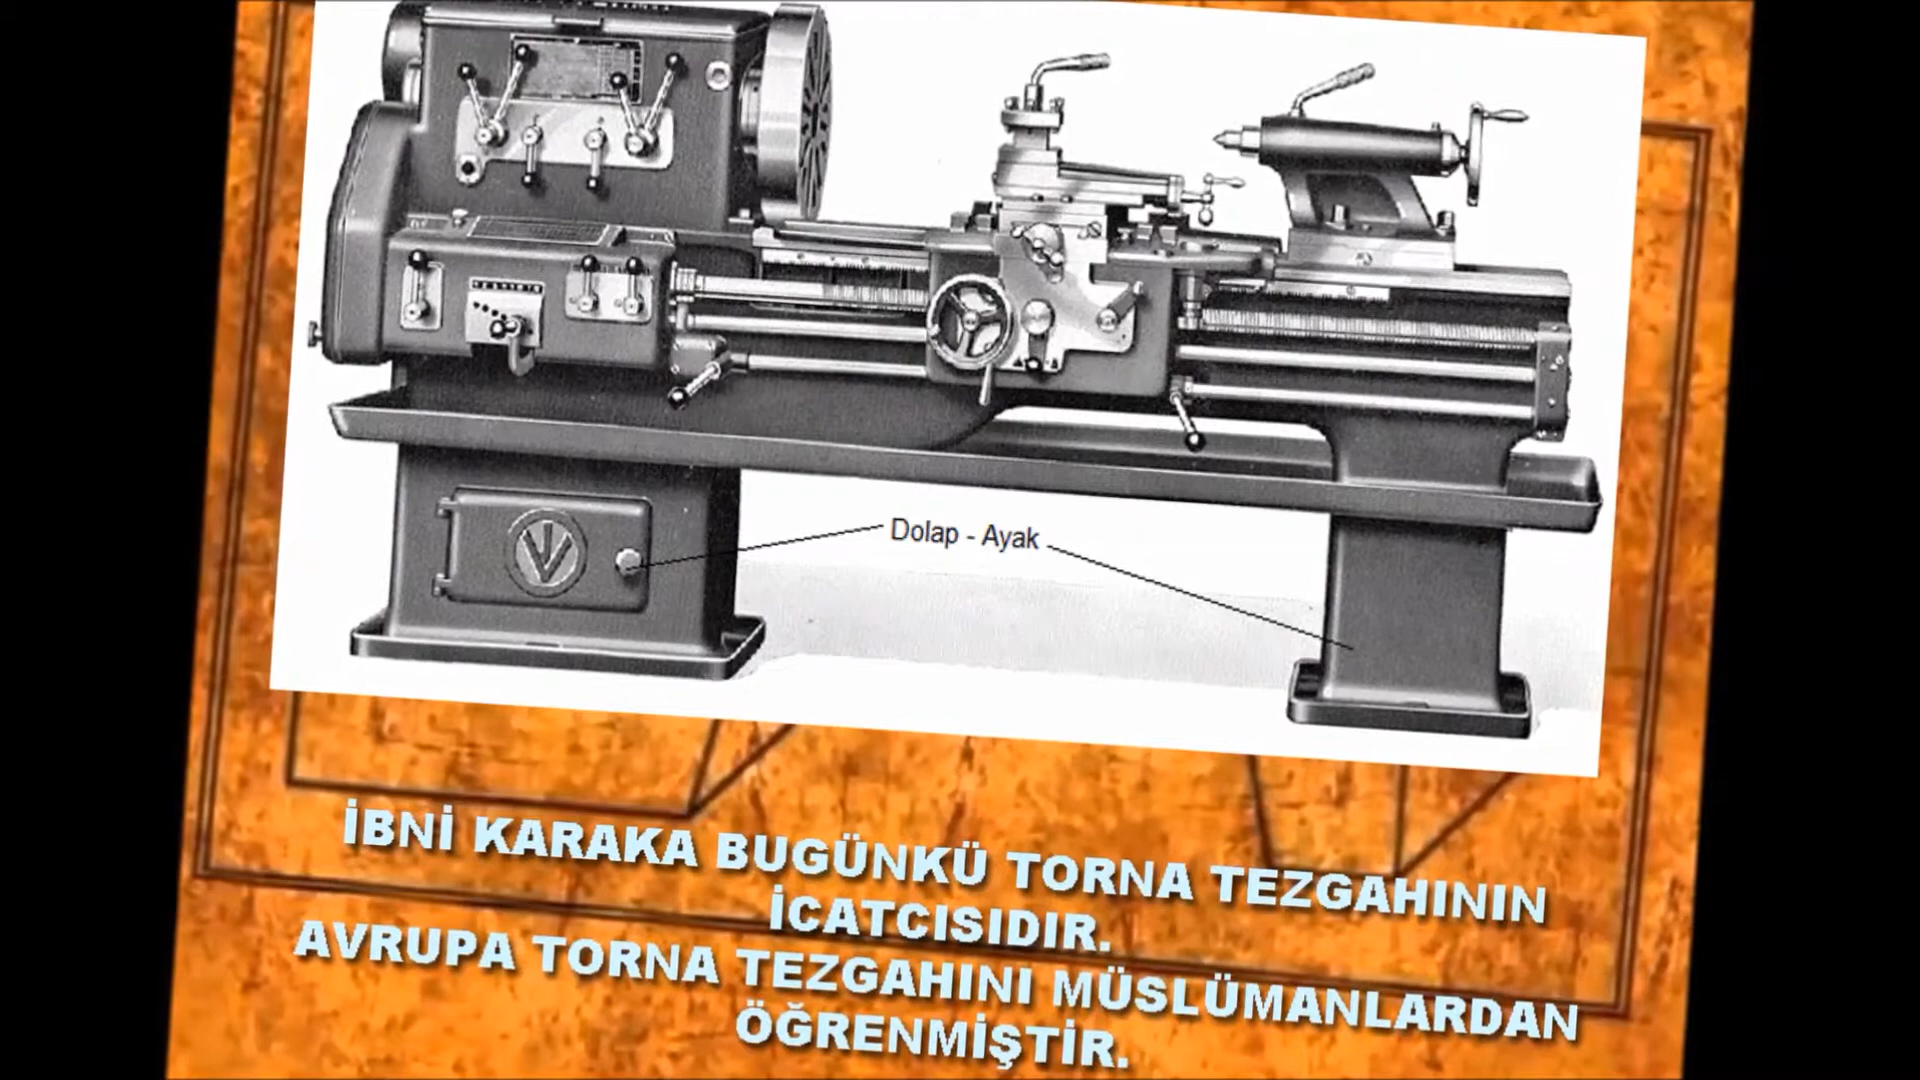 Dolap - Ayak
İBNİ KARAKA BUGÜNKÜ TORNA TEZGAHININ
İCATCISIDIR.
AVRUPA TORNA TEZGAHINI MÜSLÜMANLARDAN
ÖĞRENMİŞTİR.